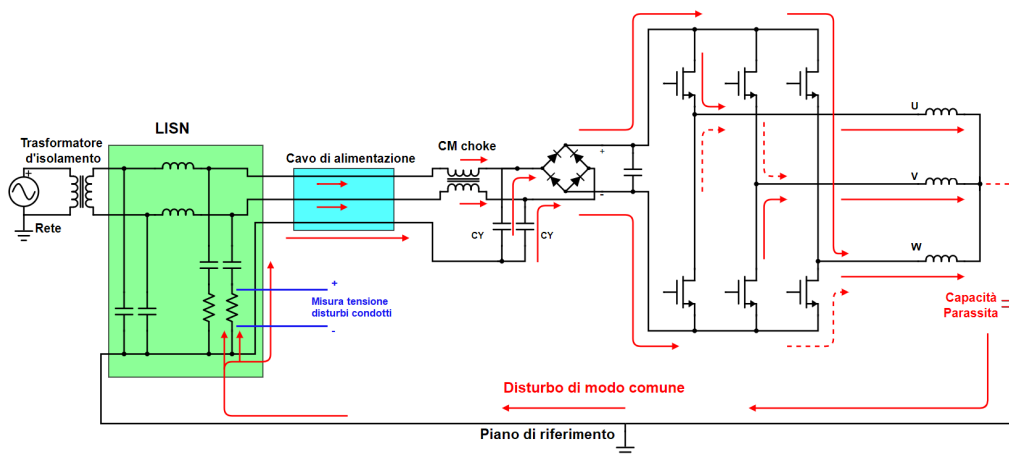 LISN
Trasformatore
d'isolamento
Cavo di alimentazione
CM choke
+
+
-
U
V
W
Rete
CY
CY
+
Misura tensione
disturbi condotti
-
Capacità
Parassita
Disturbo di modo comune
Piano di riferimento